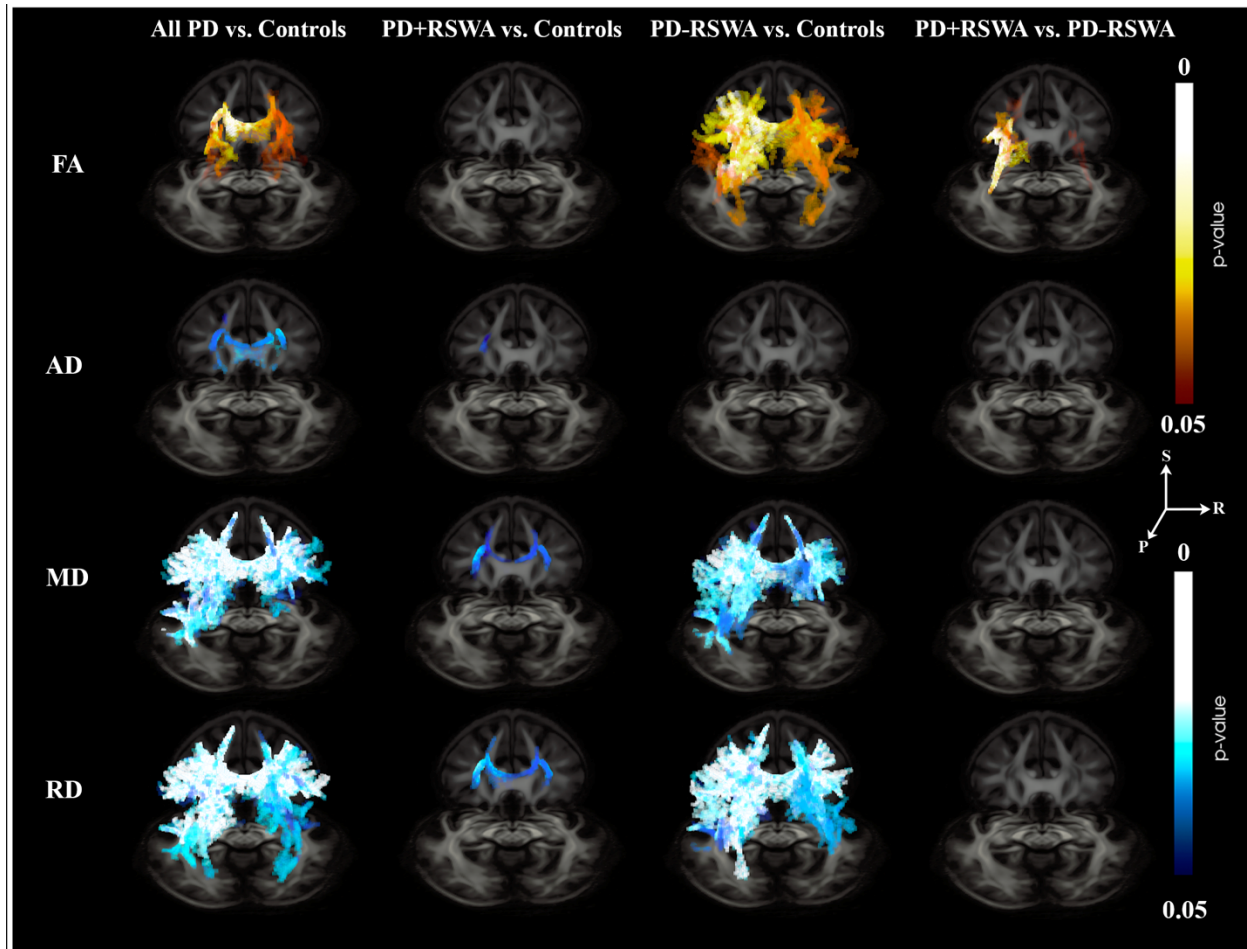 All PD vs. Controls PD+RSWA vs. Controls PD-RSWA vs. Controls PD+RSWA vs. PD-RSWA
0
FA
p-value
0.05
AD
S
R
P
0
MD
p-value
RD
0.05